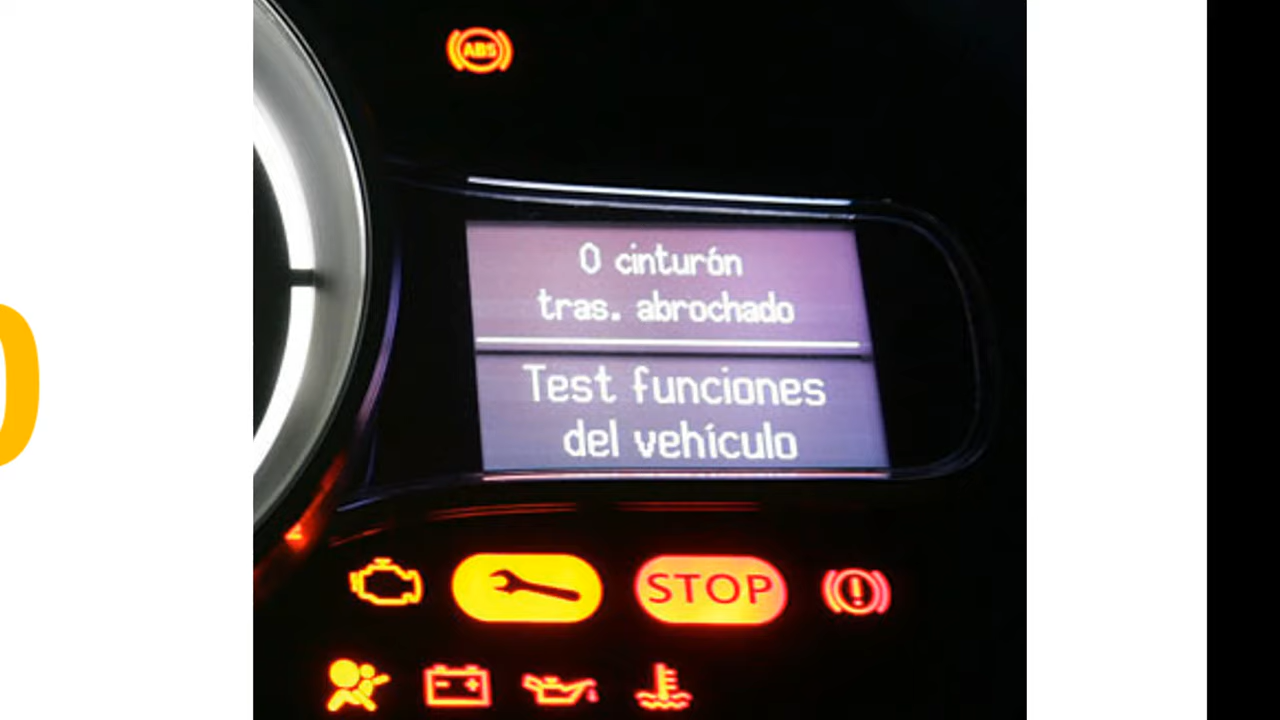 ABS
0 cinturón
tras. abrochado
Test funciones
del vehículo
STOP